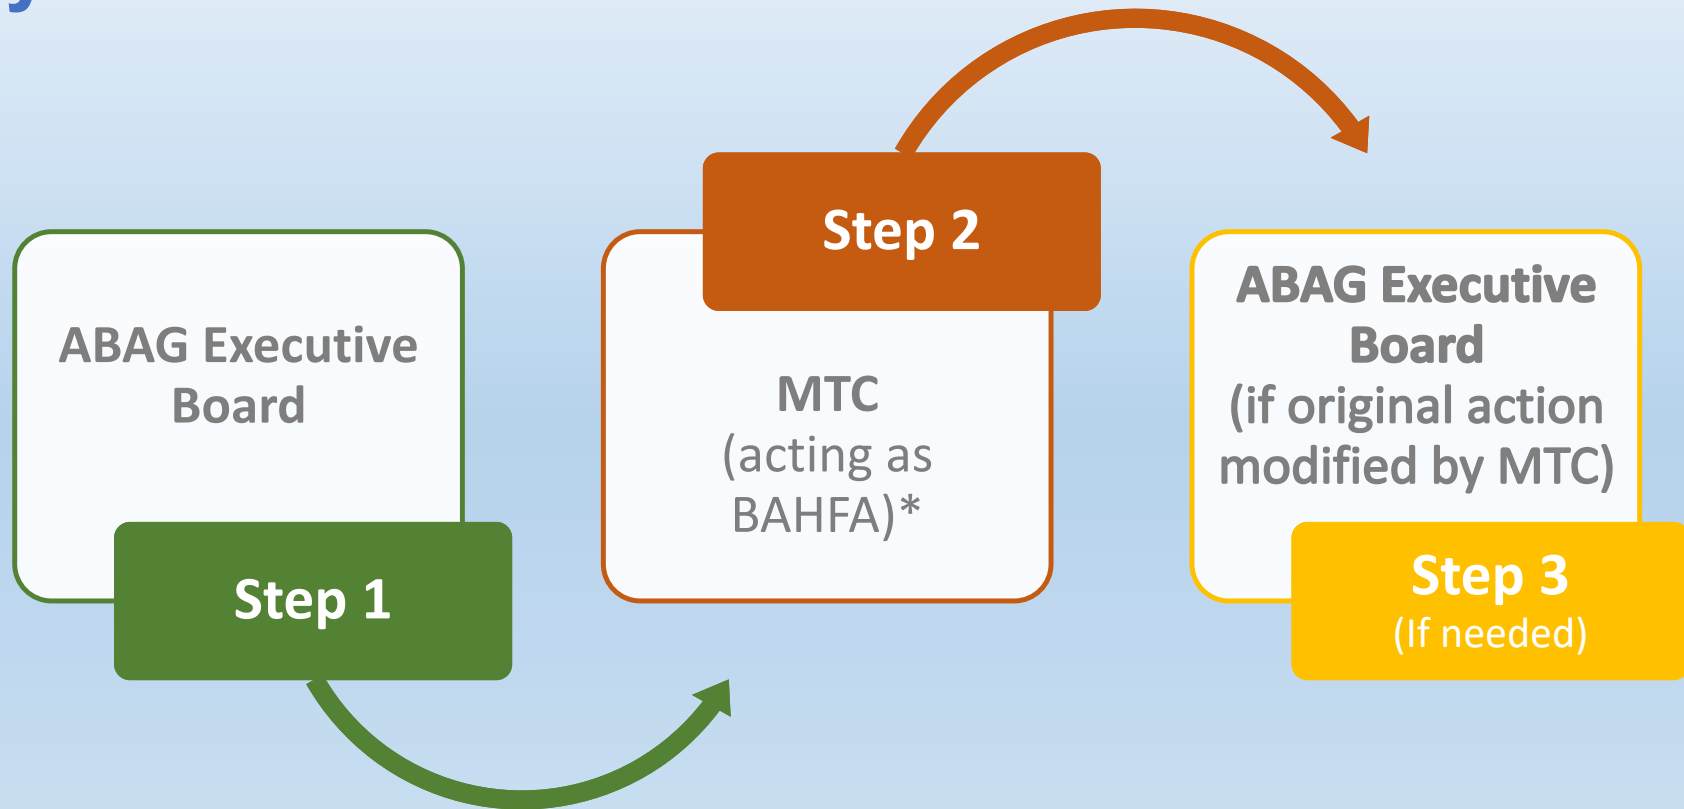 ABAG Executive
Board
Step 1
Step 2
MTC
(acting as
BAHFA)*
ABAG Executive
Board
(if original action
modified by MTC)
Step 3
(If needed)